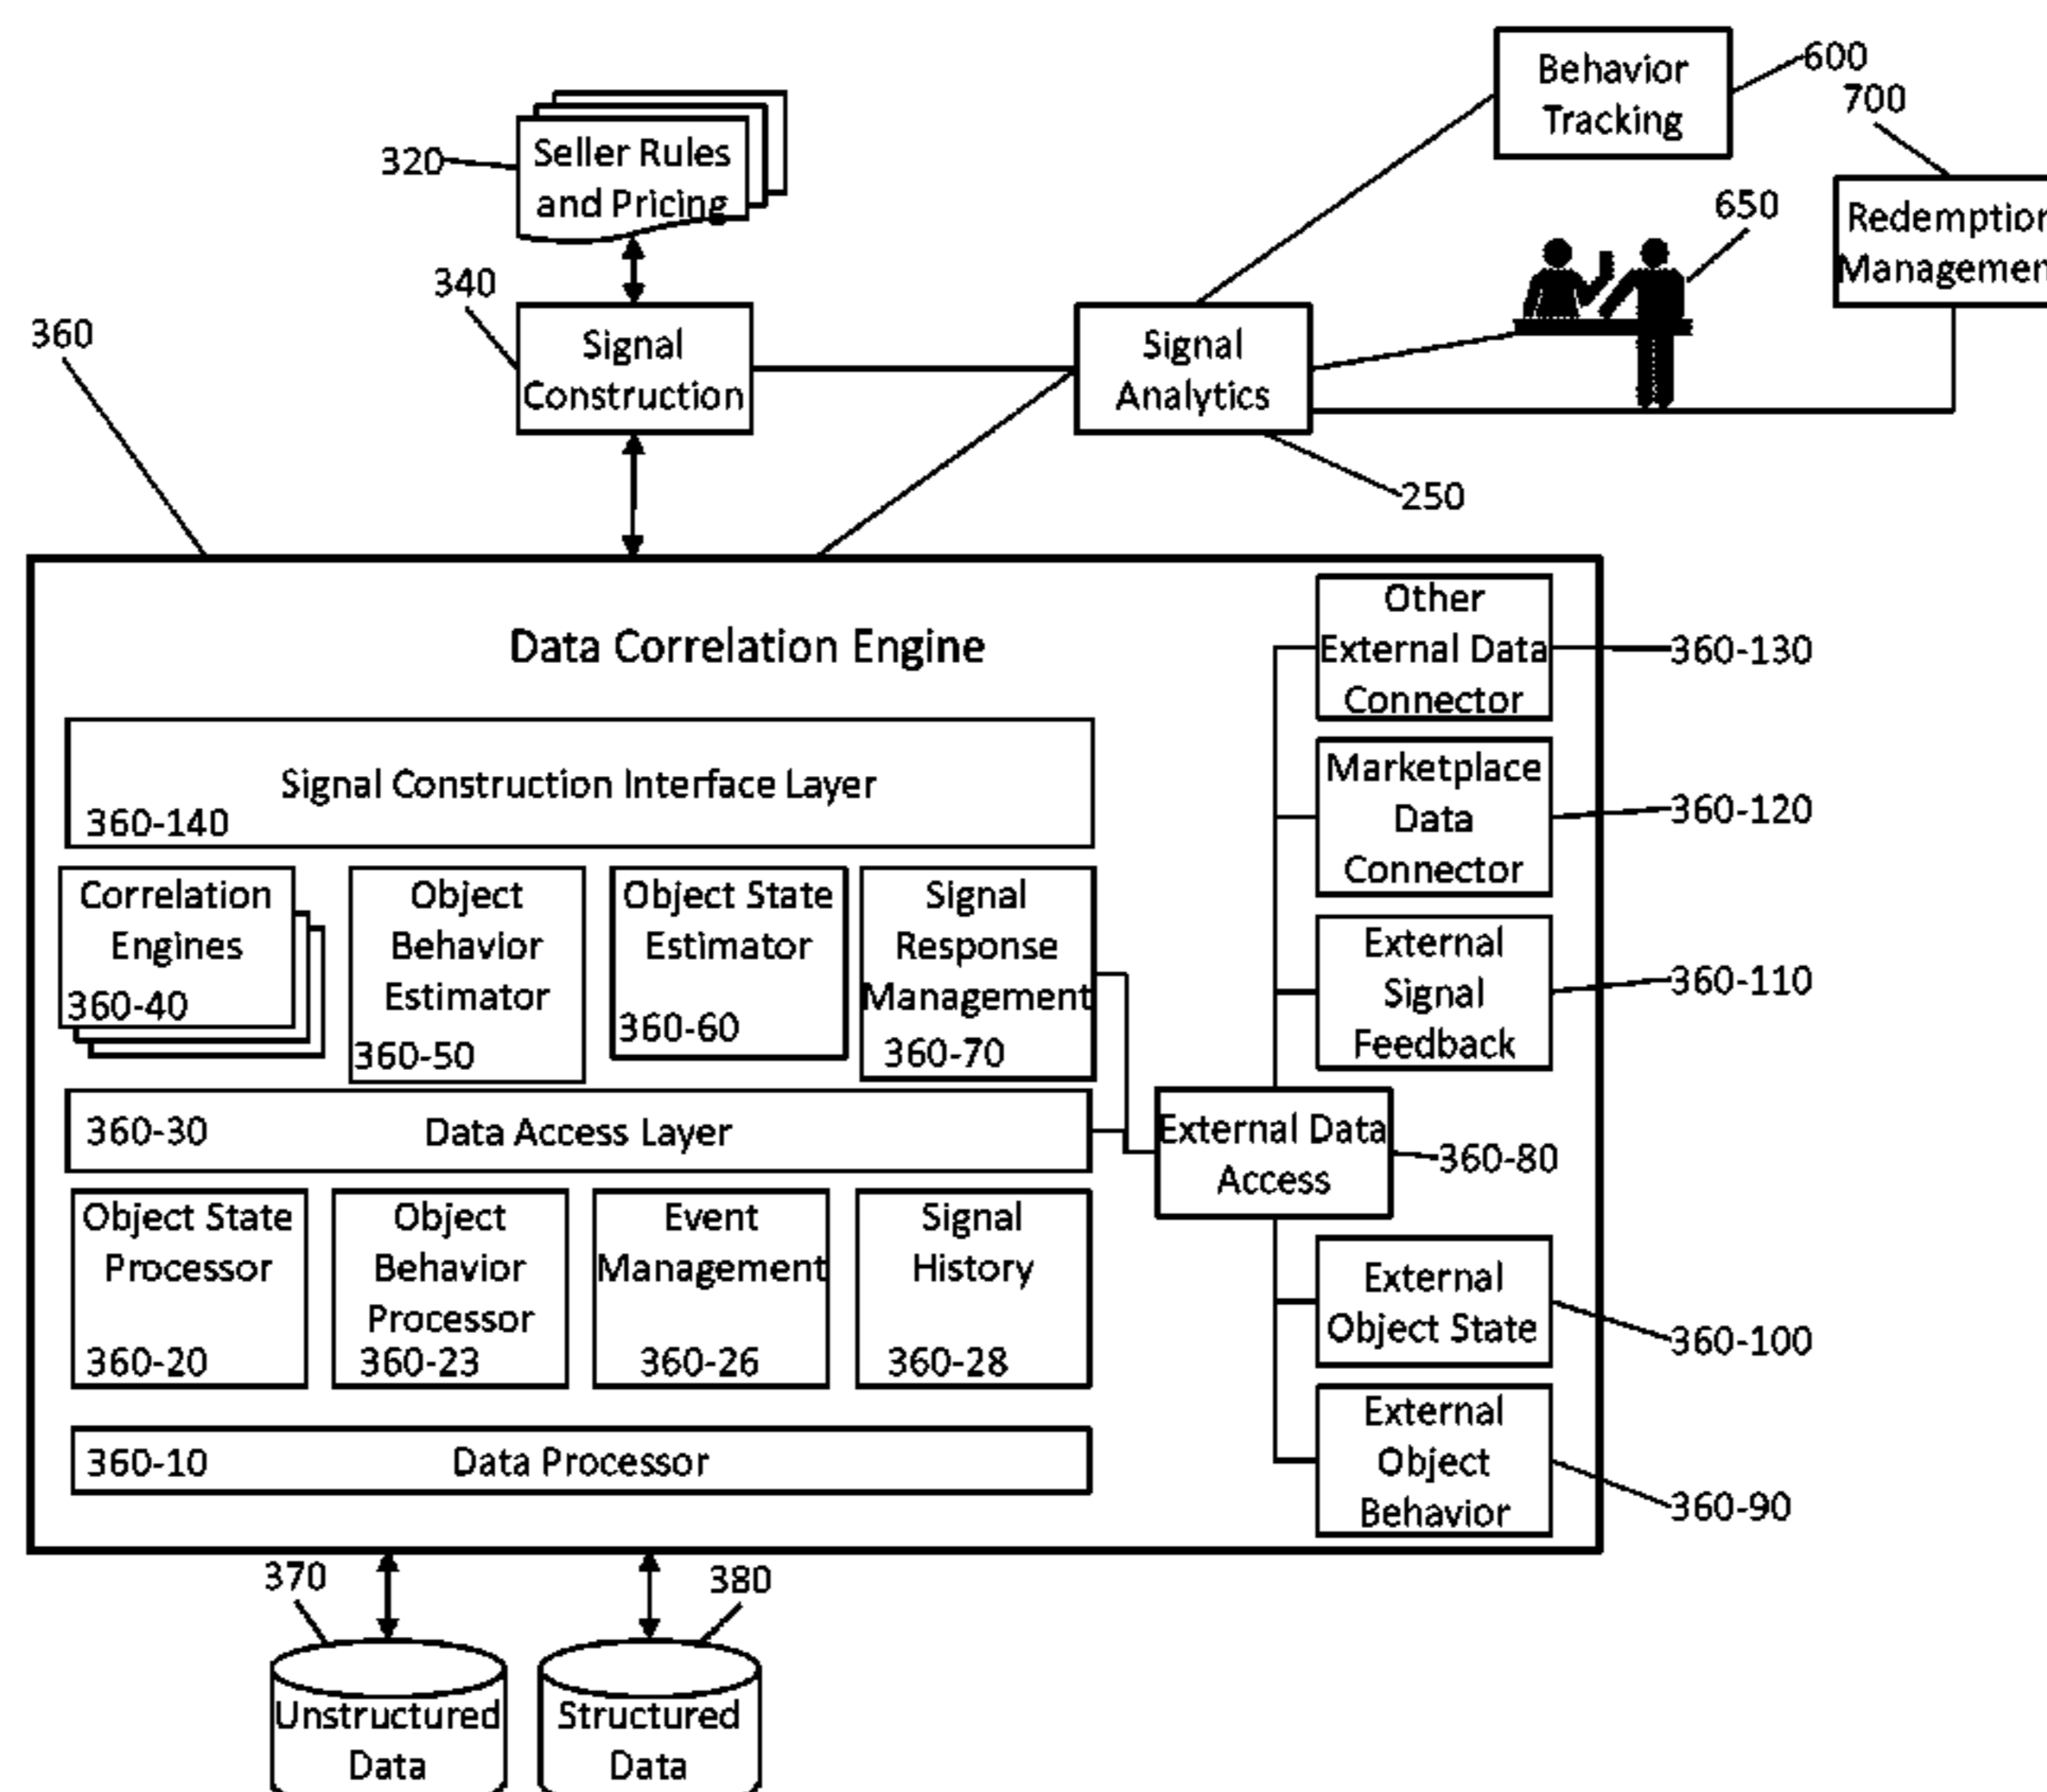 Behavior
Tracking
600
700
Seller Rules
and Pricing
320
650
Redemption
Management
340
360
Signal
Construction
Signal
Analytics
250
Data Correlation Engine
Other
External Data
Connector
360-130
Signal Construction Interface Layer
360-140
Marketplace
Data
Connector
360-120
Correlation
Engines
360-40
Object
Behavior
Estimator
360-50
Object State
Estimator
360-60
Signal
Response
Management
360-70
External
Signal
Feedback
360-110
360-30
Data Access Layer
External Data
Access
360-80
Object State
Processor
360-20
Object
Behavior
Processor
360-23
Event
Management
360-26
Signal
History
360-28
External
Object State
360-100
External
Object
Behavior
360-90
360-10
Data Processor
370
380
Unstructured
Data
Structured
Data